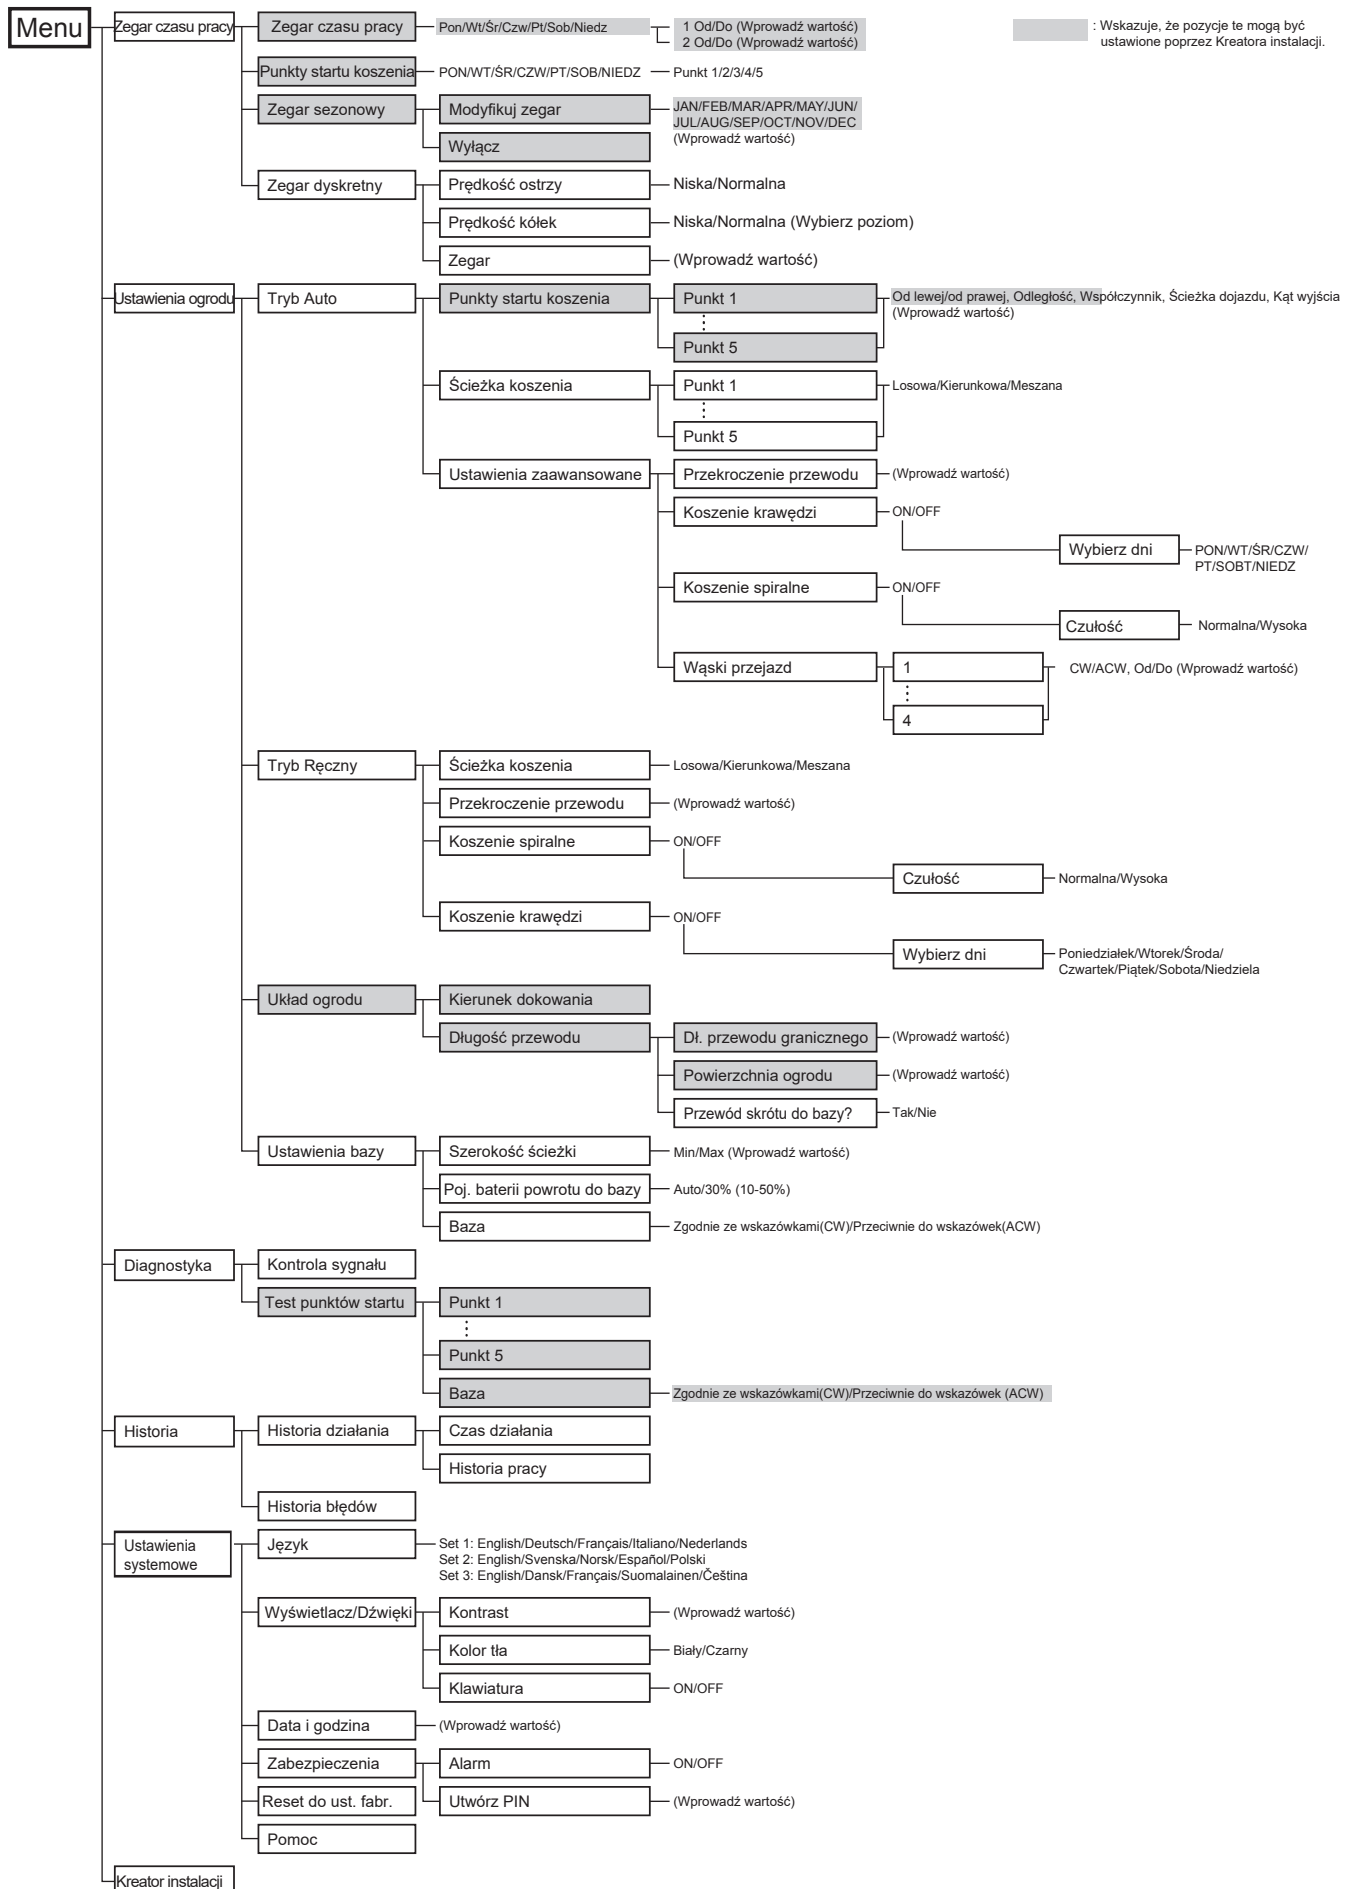 Menu
Zegar czasu pracy
Zegar czasu pracy
Pon/Wt/Śr/Czw/Pt/Sob/Niedz
1 Od/Do (Wprowadź wartość)
2 Od/Do (Wprowadź wartość)
: Wskazuje, że pozycje te mogą być
ustawione poprzez Kreatora instalacji.
Punkty startu koszenia
PON/WT/ŚR/CZW/PT/SOB/NIEDZ
Punkt 1/2/3/4/5
Zegar sezonowy
Modyfikuj zegar
JAN/FEB/MAR/APR/MAY/JUN/
JUL/AUG/SEP/OCT/NOV/DEC
(Wprowadź wartość)
Wyłącz
Zegar dyskretny
Prędkość ostrzy
Niska/Normalna
Prędkość kółek
Niska/Normalna (Wybierz poziom)
Zegar
(Wprowadź wartość)
Ustawienia ogrodu
Tryb Auto
Punkty startu koszenia
Punkt 1
Od lewej/od prawej, Odległość, Współczynnik, Ścieżka dojazdu, Kąt wyjścia
(Wprowadź wartość)
Punkt 5
Ścieżka koszenia
Punkt 1
Losowa/Kierunkowa/Meszana
Punkt 5
Ustawienia zaawansowane
Przekroczenie przewodu
(Wprowadź wartość)
Koszenie krawędzi
ON/OFF
Wybierz dni
PON/WT/ŚR/CZW/
PT/SOBT/NIEDZ
Koszenie spiralne
ON/OFF
Czułość
Normalna/Wysoka
Wąski przejazd
1
CW/ACW, Od/Do (Wprowadź wartość)
4
Tryb Ręczny
Ścieżka koszenia
Losowa/Kierunkowa/Meszana
Przekroczenie przewodu
(Wprowadź wartość)
Koszenie spiralne
ON/OFF
Czułość
Normalna/Wysoka
Koszenie krawędzi
ON/OFF
Wybierz dni
Poniedziałek/Wtorek/Środa/
Czwartek/Piątek/Sobota/Niedziela
Układ ogrodu
Kierunek dokowania
Długość przewodu
Dł. przewodu granicznego
(Wprowadź wartość)
Powierzchnia ogrodu
(Wprowadź wartość)
Przewód skrótu do bazy?
Tak/Nie
Ustawienia bazy
Szerokość ścieżki
Min/Max (Wprowadź wartość)
Poj. baterii powrotu do bazy
Auto/30% (10-50%)
Baza
Zgodnie ze wskazówkami(CW)/Przeciwnie do wskazówek(ACW)
Diagnostyka
Kontrola sygnału
Test punktów startu
Punkt 1
Punkt 5
Baza
Zgodnie ze wskazówkami(CW)/Przeciwnie do wskazówek (ACW)
Historia
Historia działania
Czas działania
Historia pracy
Historia błędów
Ustawienia
systemowe
Język
Set 1: English/Deutsch/Français/Italiano/Nederlands
Set 2: English/Svenska/Norsk/Español/Polski
Set 3: English/Dansk/Français/Suomalainen/Čeština
Wyświetlacz/Dźwięki
Kontrast
(Wprowadź wartość)
Kolor tła
Biały/Czarny
Klawiatura
ON/OFF
Data i godzina
(Wprowadź wartość)
Zabezpieczenia
Alarm
ON/OFF
Reset do ust. fabr.
Utwórz PIN
(Wprowadź wartość)
Pomoc
Kreator instalacji